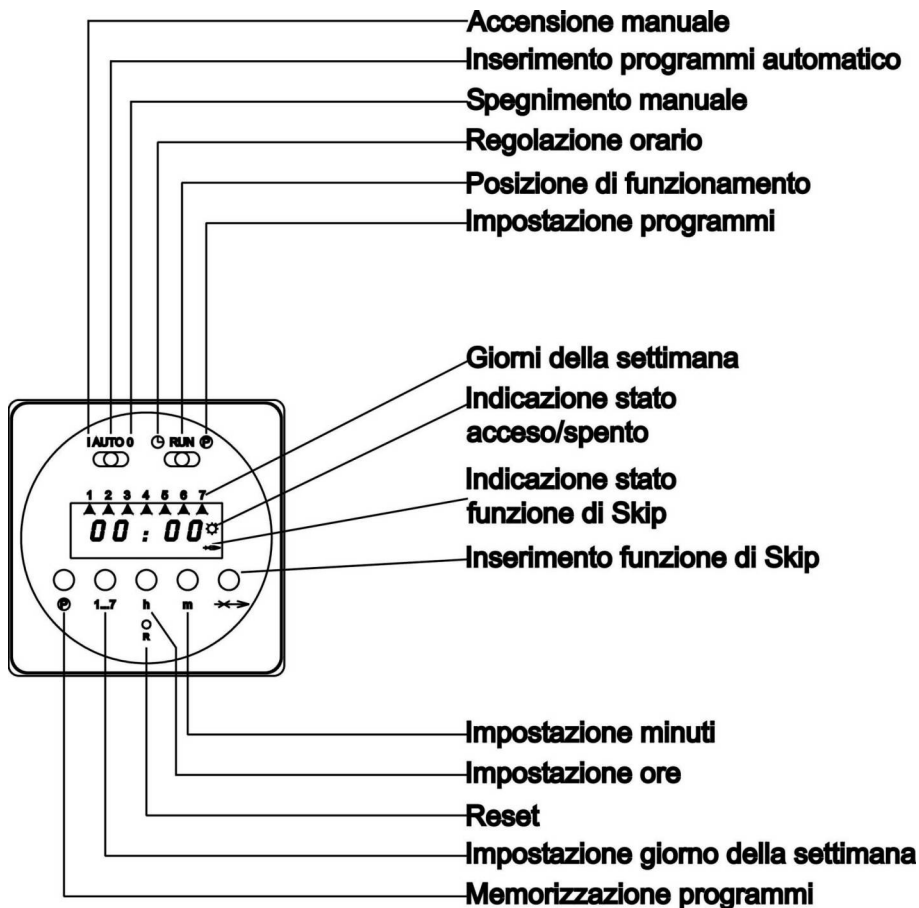 Accensione manuale
Inserimento programmi automatico
Spegnimento manuale
Regolazione orario
Posizione di funzionamento
Impostazione programmi
Giorni della settimana
Indicazione stato
acceso/spento
Indicazione stato
funzione di Skip
Inserimento funzione di Skip
I AUTO 0 RUN P
1 2 3 4 5 6 7
00:00
P 1...7 h m
R
Impostazione minuti
Impostazione ore
Reset
Impostazione giorno della settimana
Memorizzazione programmi